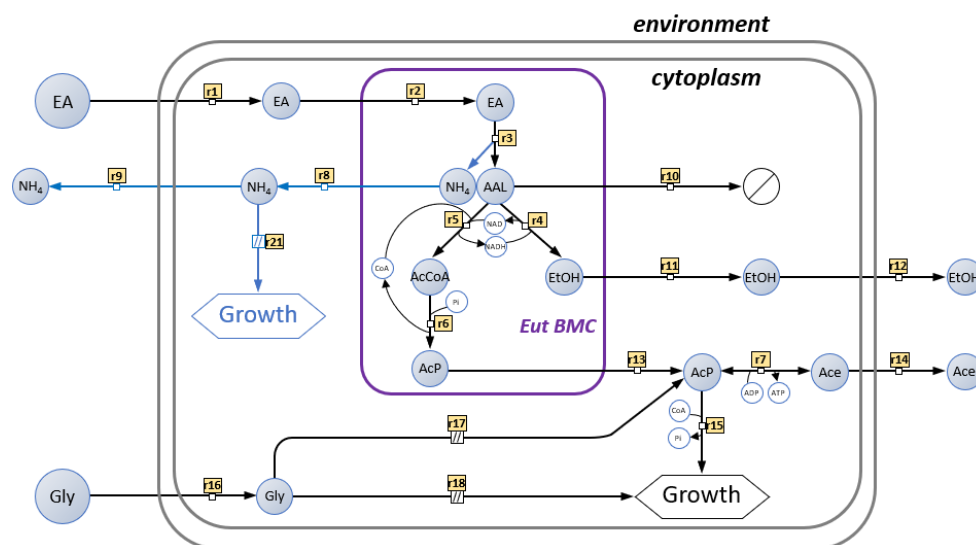 environment
cytoplasm
r1
r2
EA
EA
EA
r3
r9
r8
r10
NH₄
NH₄
NH₄
AAL
r5
NAD
r4
r21
NADH
CoA
AcCoA
EtOH
r11
EtOH
r12
EtOH
Growth
Pi
r6
Eut BMC
AcP
r13
AcP
r7
Ace
r14
Ace
ADP
ATP
r17
CoA
r15
Pi
Gly
r16
Gly
r18
Growth